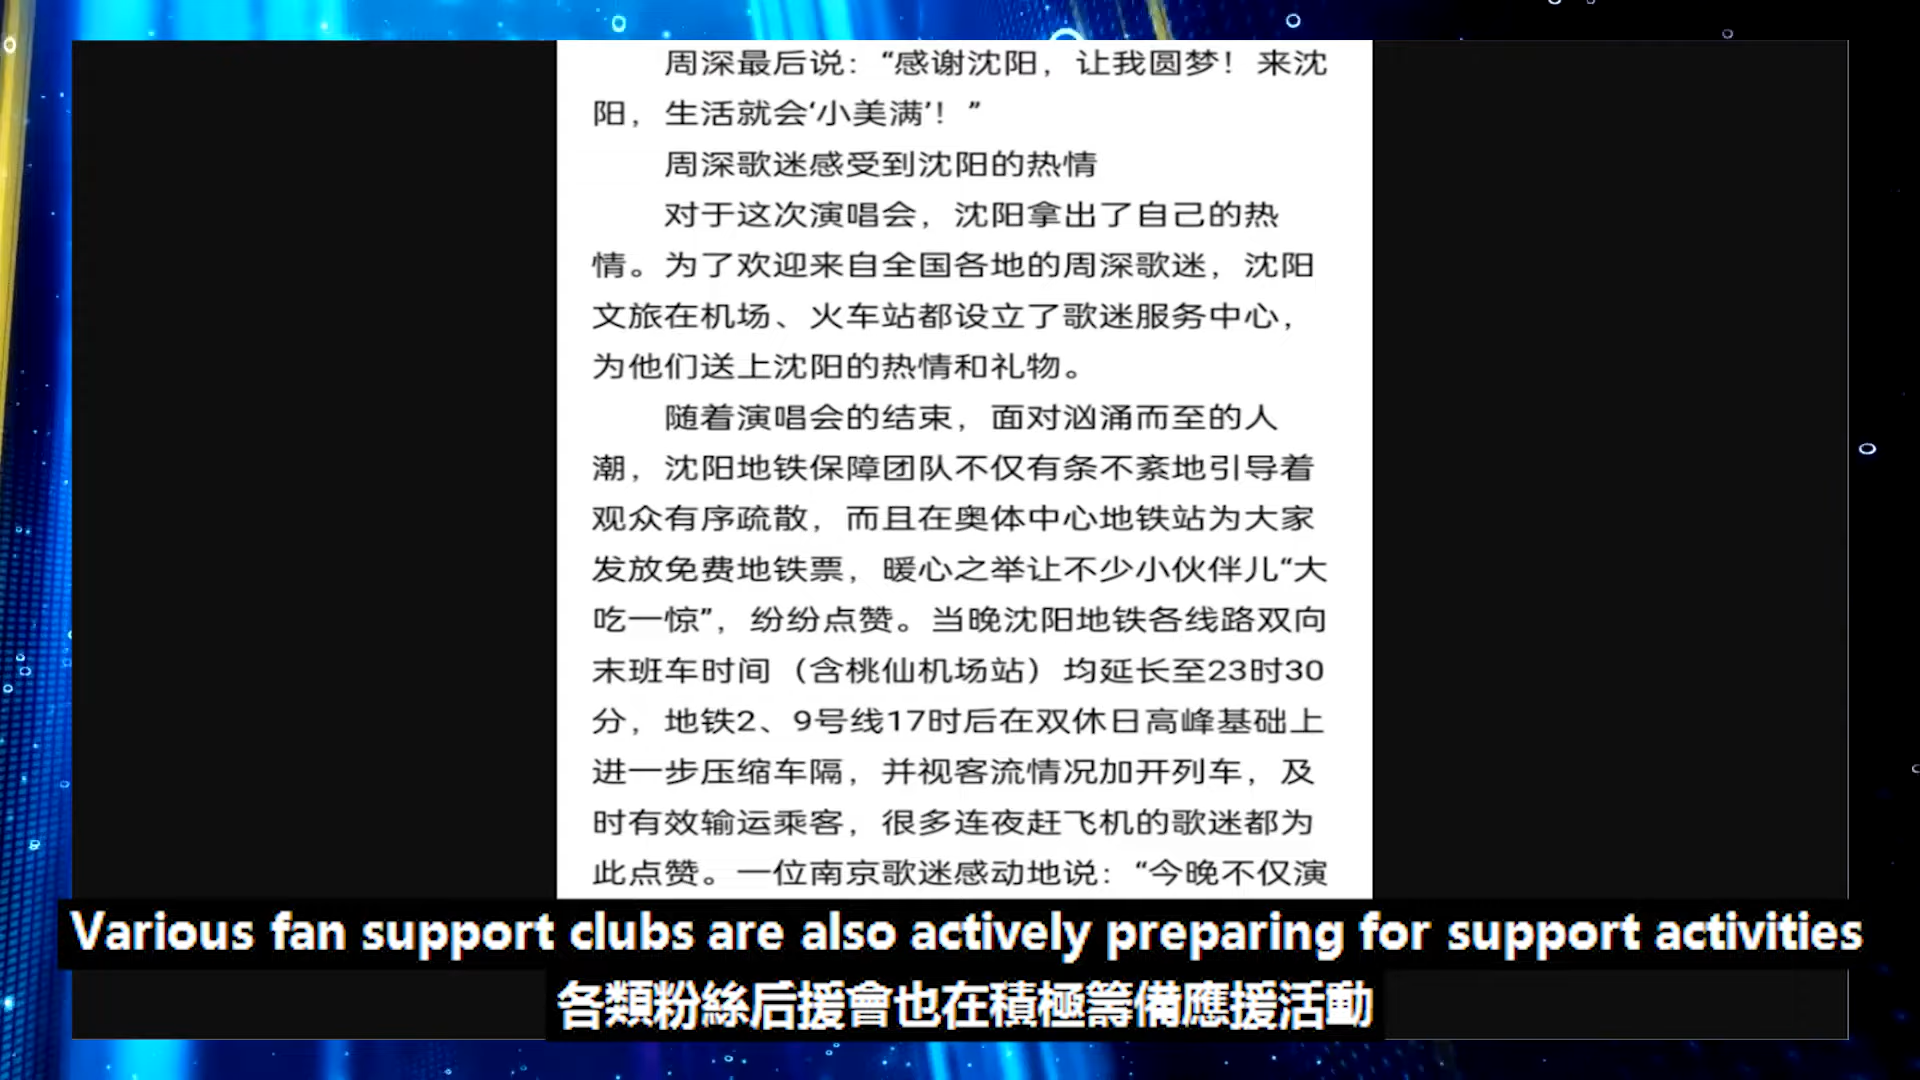 周深最后说：“感谢沈阳，让我圆梦！来沈
阳，生活就会‘小美满’！”
周深歌迷感受到沈阳的热情
对于这次演唱会，沈阳拿出了自己的热
情。为了欢迎来自全国各地的周深歌迷，沈阳
文旅在机场、火车站都设立了歌迷服务中心，
为他们送上沈阳的热情和礼物。
随着演唱会的结束，面对汹涌而至的人
潮，沈阳地铁保障团队不仅有条不紊地引导着
观众有序疏散，而且在奥体中心地铁站为大家
发放免费地铁票，暖心之举让不少小伙伴儿“大
吃一惊”，纷纷点赞。当晚沈阳地铁各线路双向
末班车时间（含桃仙机场站）均延长至23时30
分，地铁2、9号线17时后在双休日高峰基础上
进一步压缩车隔，并视客流情况加开列车，及
时有效输运乘客，很多连夜赶飞机的歌迷都为
此点赞。一位南京歌迷感动地说：“今晚不仅演
Various fan support clubs are also actively preparing for support activities
各類粉絲后援會也在積極籌備應援活動